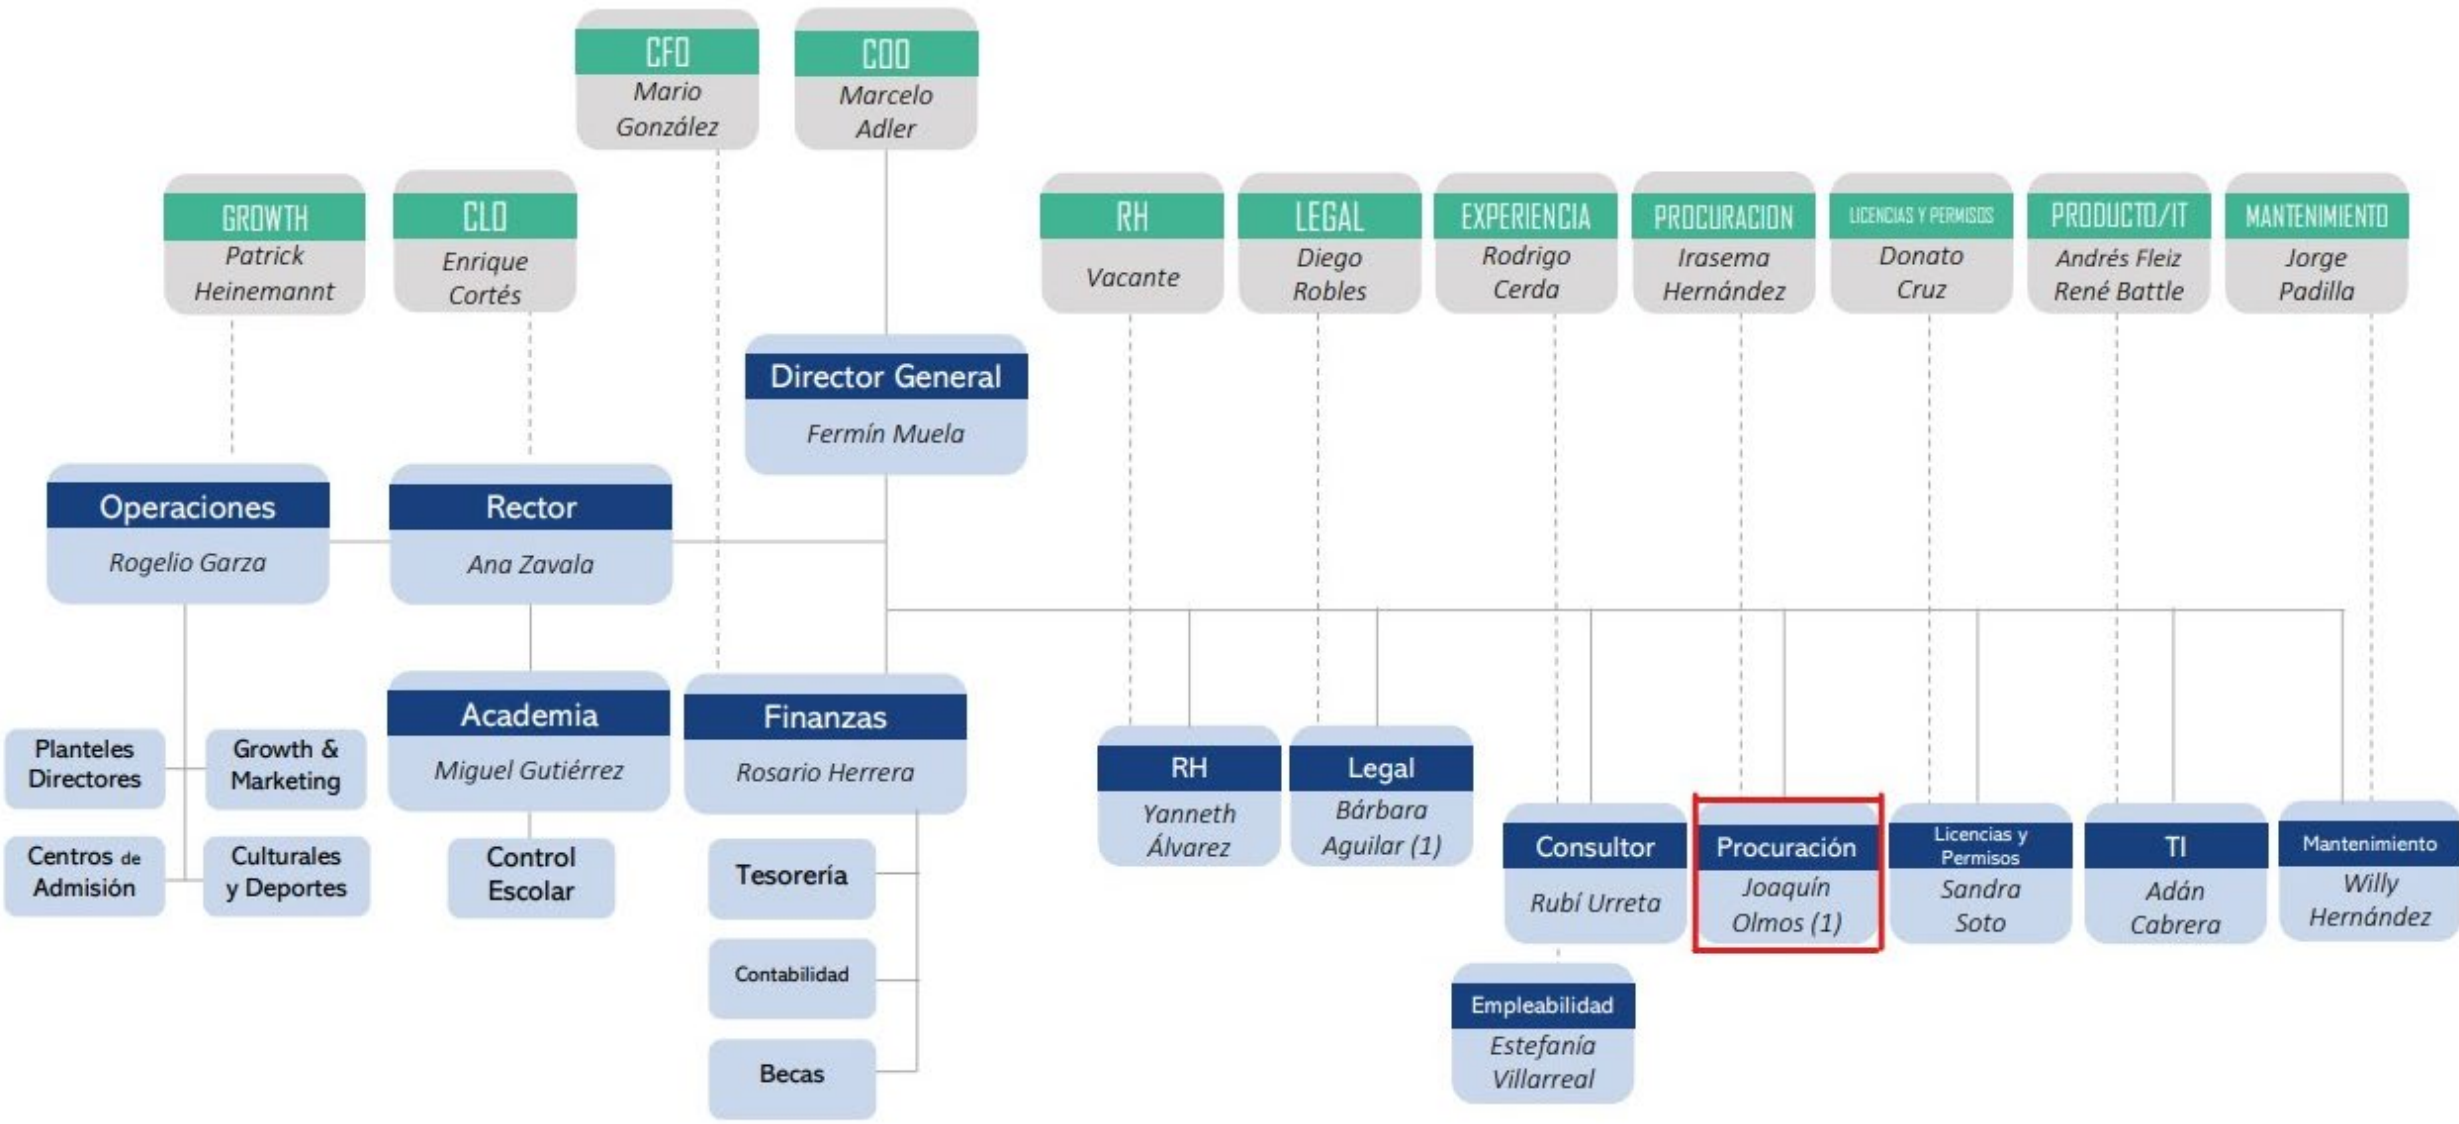 CFO
Mario
González
COO
Marcelo
Adler
GROWTH
Patrick
Heinemannt
CLO
Enrique
Cortés
RH
Vacante
LEGAL
Diego
Robles
EXPERIENCIA
Rodrigo
Cerda
PROCURACION
Irasema
Hernández
LICENCIAS Y PERMISOS
Donato
Cruz
PRODUCTO/IT
Andrés Fleiz
René Battle
MANTENIMIENTO
Jorge
Padilla
Director General
Fermín Muela
Operaciones
Rogelio Garza
Rector
Ana Zavala
Academia
Miguel Gutiérrez
Finanzas
Rosario Herrera
Planteles
Directores
Growth &
Marketing
Centros de
Admisión
Culturales
y Deportes
Control
Escolar
Tesorería
Contabilidad
Becas
RH
Yanneth
Álvarez
Legal
Bárbara
Aguilar (1)
Consultor
Rubí Urreta
Procuración
Joaquín
Olmos (1)
Licencias y
Permisos
Sandra
Soto
TI
Adán
Cabrera
Mantenimiento
Willy
Hernández
Empleabilidad
Estefanía
Villarreal